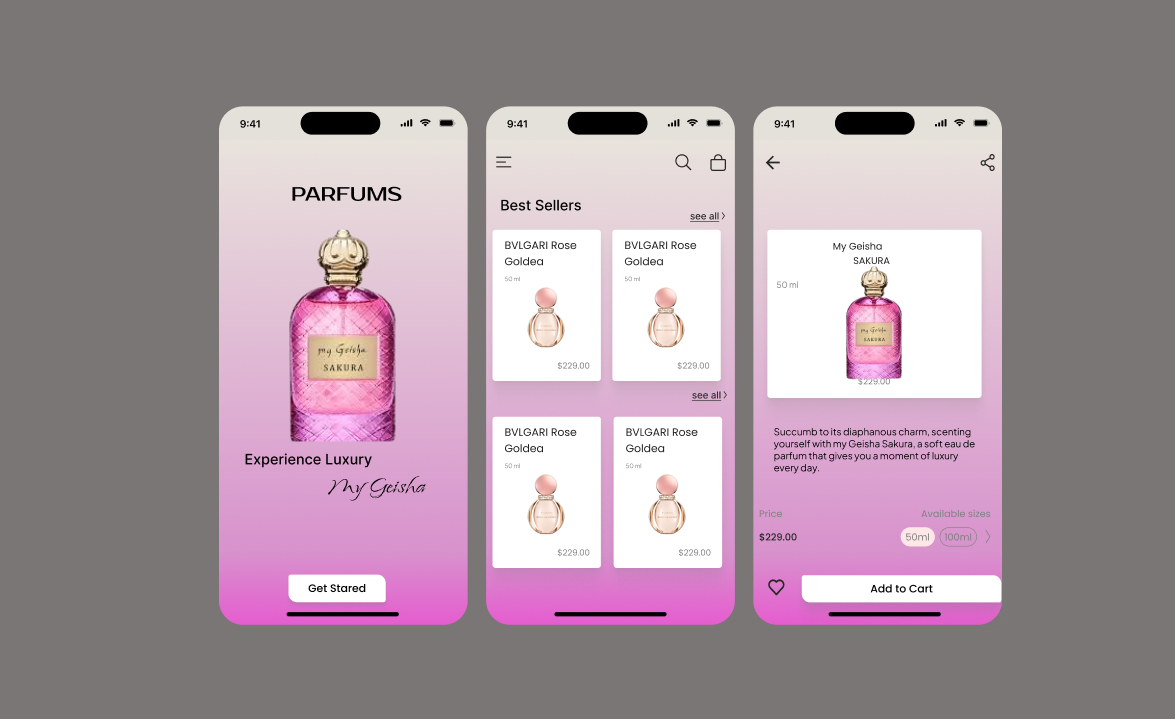 9:41
PARFUMS
my Geisha
SAKURA
Experience Luxury
My Geisha
Get Stared
9:41
Best Sellers
see all
BVLGARI Rose
Goldea
50 ml
$229.00
BVLGARI Rose
Goldea
50 ml
$229.00
see all
BVLGARI Rose
Goldea
50 ml
$229.00
BVLGARI Rose
Goldea
50 ml
$229.00
9:41
My Geisha
SAKURA
50 ml
my Geisha
SAKURA
$229.00
Succumb to its diaphanous charm, scenting
yourself with my Geisha Sakura, a soft eau de
parfum that gives you a moment of luxury
every day.
Price
Available sizes
$229.00
50ml
100ml
Add to Cart